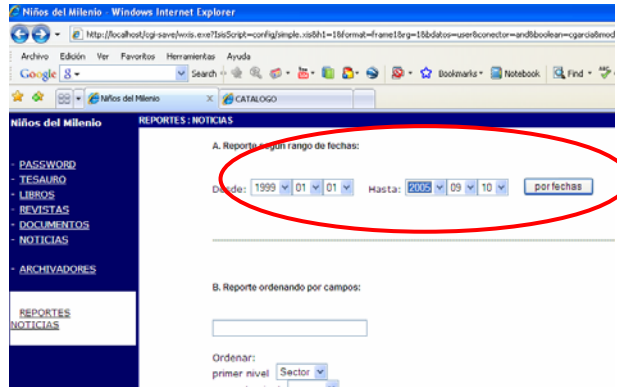 Niños del Milenio - Windows Internet Explorer
http://localhost/cgi-save/wxis.exe?IsisScript=config/simple.xis&h1=16format=frame1&rg=1&bdatos=user&conector=and&boolean=cgarcia&mod
Archivo Edición Ver Favoritos Herramientas Ayuda
Google Search Bookmarks Notebook Find
Niños del Milenio X CATALOGO
Niños del Milenio REPORTES: NOTICIAS
A. Reporte según rango de fechas:
- PASSWORD
- TESAURO
Desde: 1999 01 01 Hasta: 2005 09 10 por fechas
- LIBROS
- REVISTAS
- DOCUMENTOS
- NOTICIAS
- ARCHIVADORES
B. Reporte ordenando por campos:
REPORTES
NOTICIAS
Ordenar:
primer nivel Sector